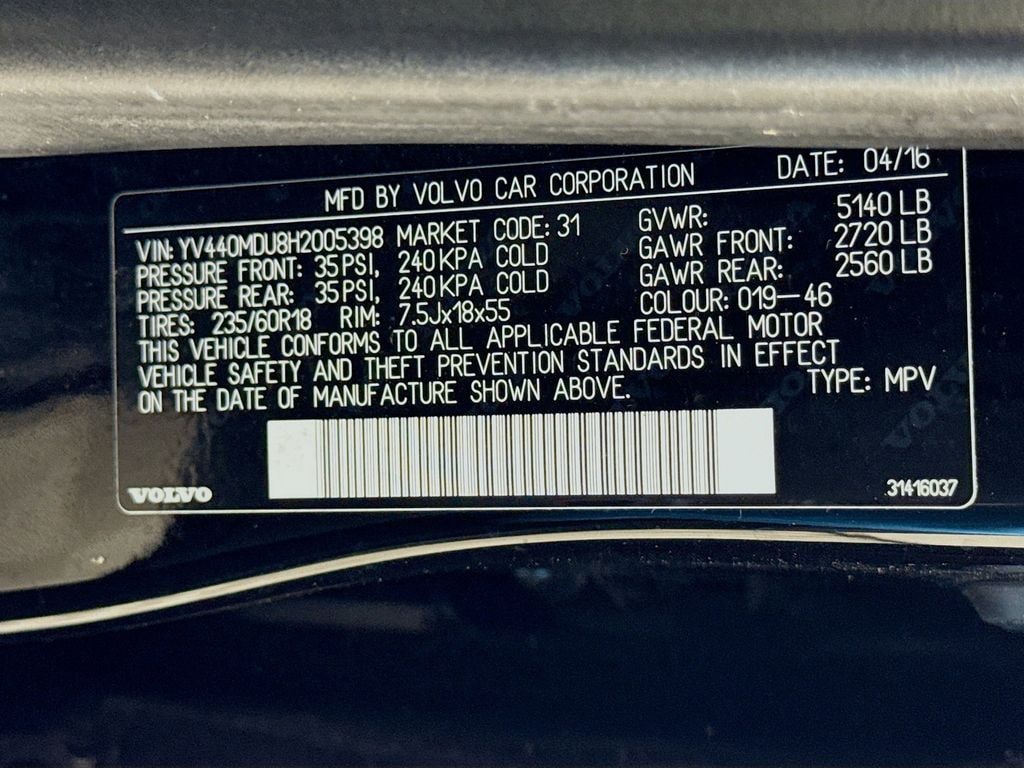 MFD BY VOLVO CAR CORPORATION DATE: 04/16
VIN: YV440MDU8H2005398 MARKET CODE: 31 GVWR: 5140 LB
PRESSURE FRONT: 35PSI, 240KPA COLD GAWR FRONT: 2720 LB
PRESSURE REAR: 35PSI, 240KPA COLD GAWR REAR: 2560 LB
TIRES: 235/60R18 RIM: 7.5Jx18x55 COLOUR: 019-46
THIS VEHICLE CONFORMS TO ALL APPLICABLE FEDERAL MOTOR
VEHICLE SAFETY AND THEFT PREVENTION STANDARDS IN EFFECT
ON THE DATE OF MANUFACTURE SHOWN ABOVE. TYPE: MPV
VOLVO 31416037